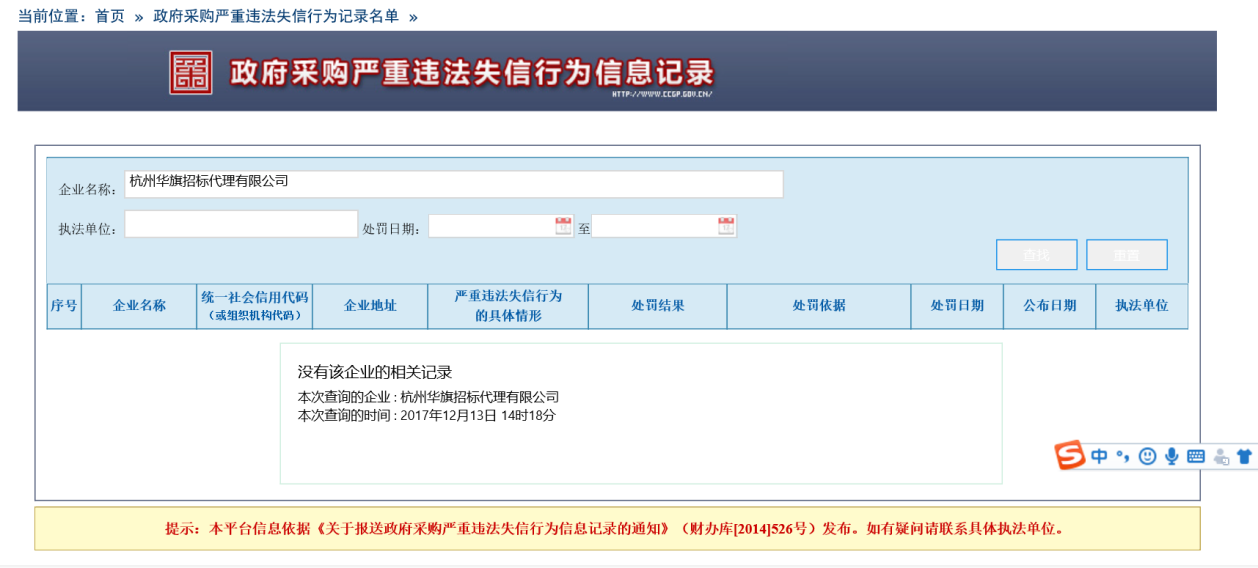 当前位置：首页 » 政府采购严重违法失信行为记录名单 »
政府采购严重违法失信行为信息记录
HTTP://WWW.CCGP.GOV.CN/
企业名称： 杭州华旗招标代理有限公司
执法单位： 处罚日期： 至
查找 重置
序号 企业名称 统一社会信用代码（或组织机构代码） 企业地址 严重违法失信行为的具体情形 处罚结果 处罚依据 处罚日期 公布日期 执法单位
没有该企业的相关记录
本次查询的企业 : 杭州华旗招标代理有限公司
本次查询的时间 : 2017年12月13日 14时18分
中
提示：本平台信息依据《关于报送政府采购严重违法失信行为信息记录的通知》（财办库[2014]526号）发布。如有疑问请联系具体执法单位。